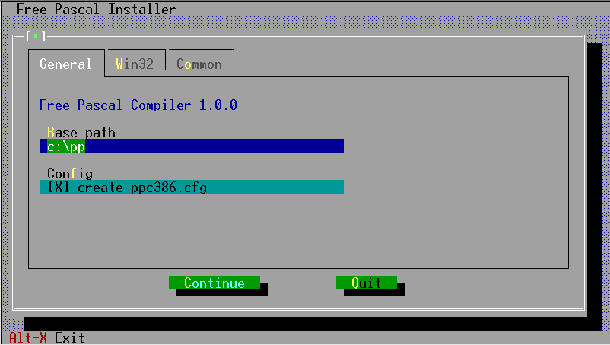 Free Pascal Installer
[■]
General Win32 Common
Free Pascal Compiler 1.0.0
Base path
c:\pp
Config
[X] create ppc386.cfg
Continue Quit
Alt-X Exit